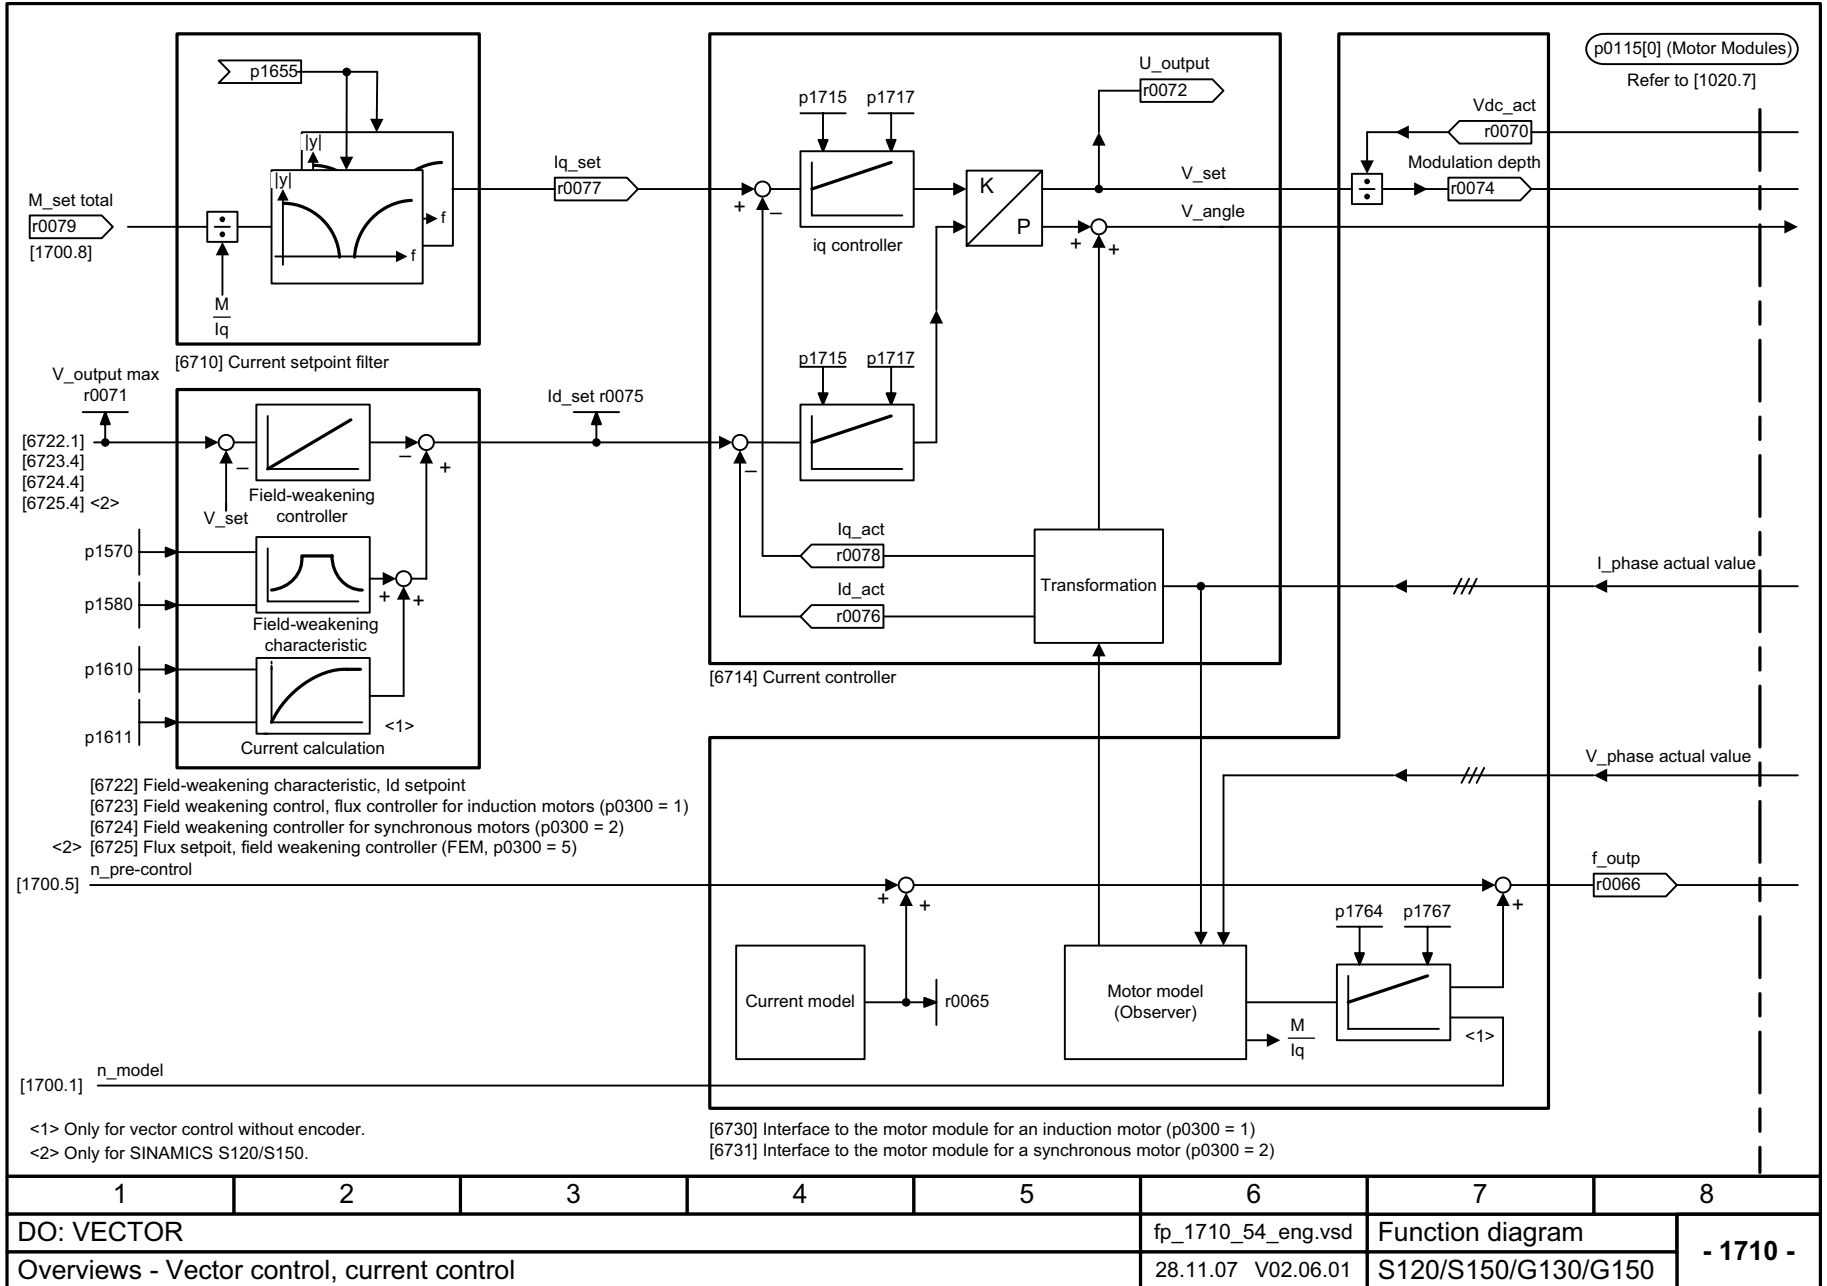 p0115[0] (Motor Modules)
Refer to [1020.7]
p1655
|y|
|y|
f
f
M_set total
r0079
[1700.8]
÷
M
Iq
[6710] Current setpoint filter
Iq_set
r0077
p1715 p1717
+
–
iq controller
K
P
U_output
r0072
V_set
V_angle
+
+
Vdc_act
r0070
÷
Modulation depth
r0074
V_output max
r0071
[6722.1]
[6723.4]
[6724.4]
[6725.4] <2>
–
V_set
Field-weakening
controller
–
+
Id_set r0075
p1715 p1717
–
p1570
p1580
Field-weakening
characteristic
+
+
p1610
p1611
Current calculation
<1>
Iq_act
r0078
Id_act
r0076
Transformation
I_phase actual value
[6714] Current controller
V_phase actual value
[6722] Field-weakening characteristic, Id setpoint
[6723] Field weakening control, flux controller for induction motors (p0300 = 1)
[6724] Field weakening controller for synchronous motors (p0300 = 2)
<2> [6725] Flux setpoit, field weakening controller (FEM, p0300 = 5)
[1700.5] n_pre-control
+
+
f_outp
r0066
p1764 p1767
+
Current model
r0065
Motor model
(Observer)
M
Iq
<1>
[1700.1] n_model
<1> Only for vector control without encoder.
<2> Only for SINAMICS S120/S150.
[6730] Interface to the motor module for an induction motor (p0300 = 1)
[6731] Interface to the motor module for a synchronous motor (p0300 = 2)
1 2 3 4 5 6 7 8
DO: VECTOR
fp_1710_54_eng.vsd
Function diagram
- 1710 -
Overviews - Vector control, current control
28.11.07 V02.06.01
S120/S150/G130/G150